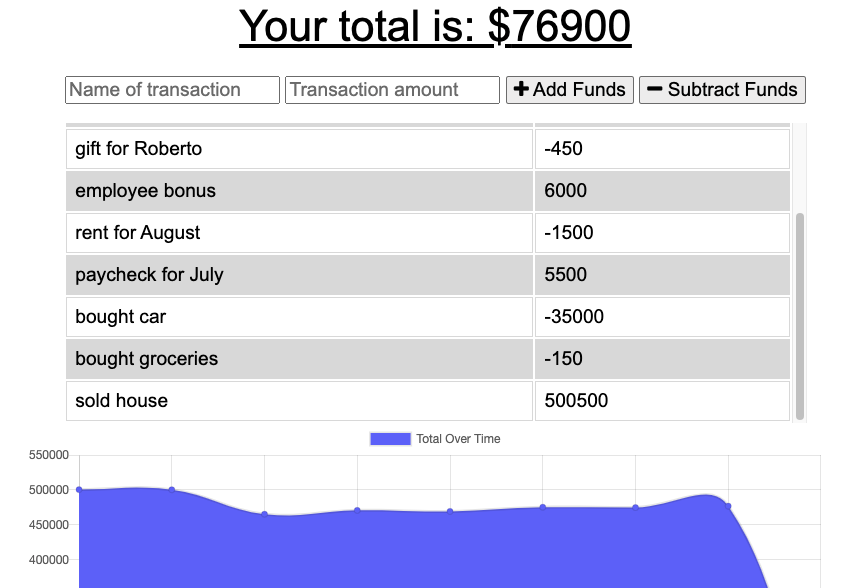 Your total is: $76900
Name of transaction Transaction amount Add Funds Subtract Funds
gift for Roberto -450
employee bonus 6000
rent for August -1500
paycheck for July 5500
bought car -35000
bought groceries -150
sold house 500500
Total Over Time
550000
500000
450000
400000